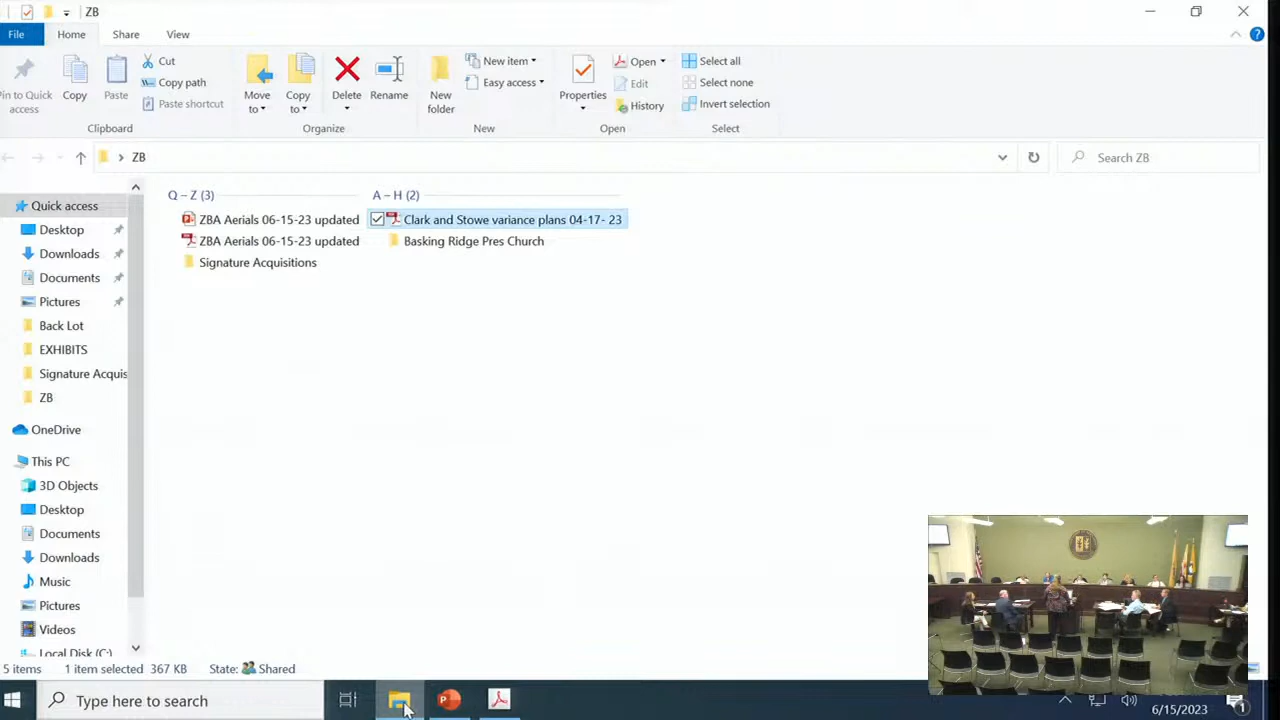 ZB
File Home Share View
Pin to Quick access
Copy
Paste
Cut
Copy path
Paste shortcut
Clipboard
Move to
Copy to
Delete
Rename
Organize
New folder
New item
Easy access
New
Properties
Open
Edit
History
Open
Select all
Select none
Invert selection
Select
ZB
Search ZB
Quick access
Desktop
Downloads
Documents
Pictures
Back Lot
EXHIBITS
Signature Acquis
ZB
OneDrive
This PC
3D Objects
Desktop
Documents
Downloads
Music
Pictures
Videos
Local Disk (C:)
Q – Z (3)
ZBA Aerials 06-15-23 updated
ZBA Aerials 06-15-23 updated
Signature Acquisitions
A – H (2)
Clark and Stowe variance plans 04-17- 23
Basking Ridge Pres Church
5 items 1 item selected 367 KB State: Shared
Type here to search
6/15/2023
1